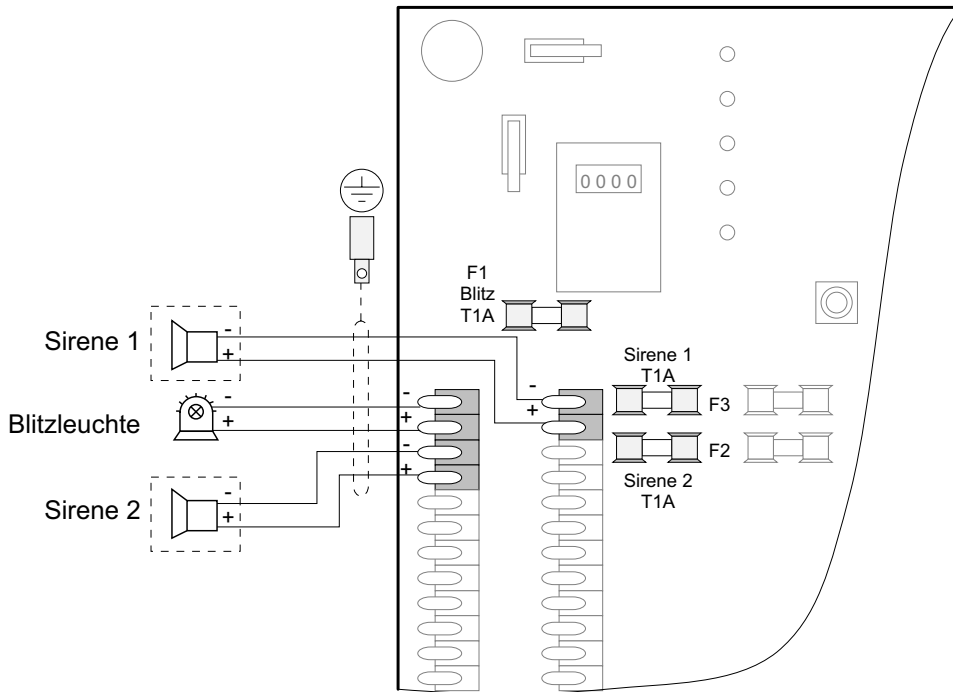 0000
F1
Blitz
T1A
Sirene 1
-
+
Sirene 1
T1A
-
+
F3
Blitzleuchte
-
+
-
+
-
+
F2
Sirene 2
T1A
Sirene 2
-
+